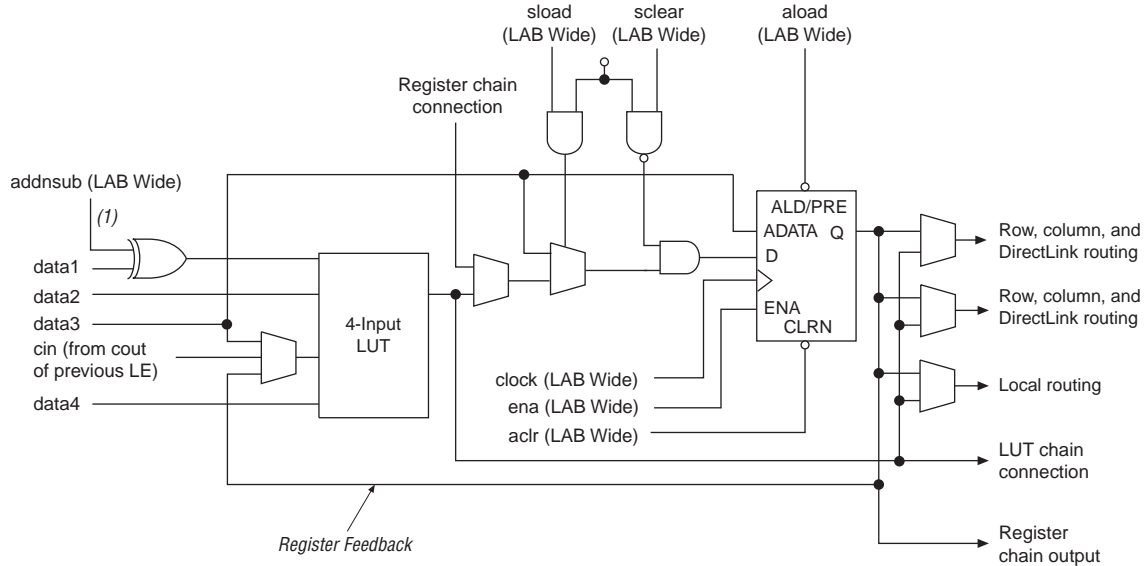 sload
(LAB Wide)
sclear
(LAB Wide)
aload
(LAB Wide)
Register chain
connection
addnsub (LAB Wide)
(1)
data1
data2
data3
cin (from cout
of previous LE)
data4
4-Input
LUT
ALD/PRE
ADATA Q
D
ENA
CLRN
clock (LAB Wide)
ena (LAB Wide)
aclr (LAB Wide)
Row, column, and
DirectLink routing
Row, column, and
DirectLink routing
Local routing
LUT chain
connection
Register
chain output
Register Feedback